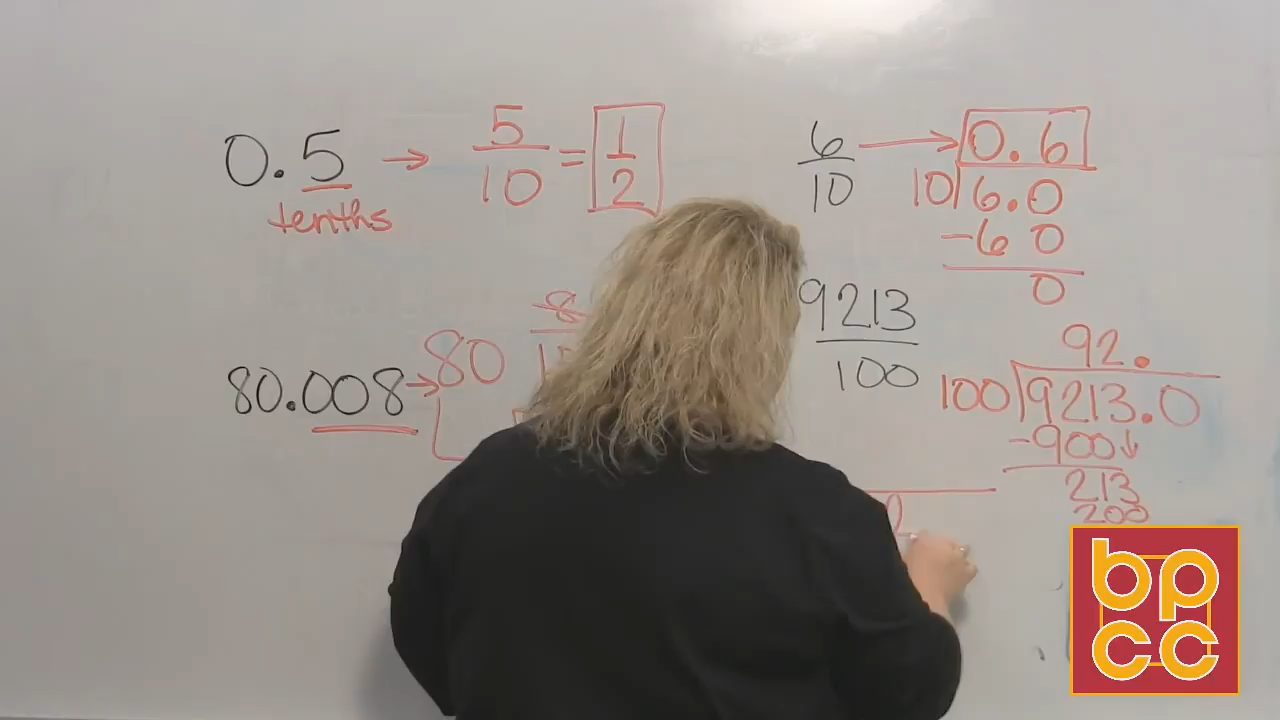 0.5 → 5/10 = 1/2
tenths
6/10 → 0.6
10 6.0
-60
0
80.008 → 80
9213/100
92.
100 9213.0
-900↓
213
200
bp
cc